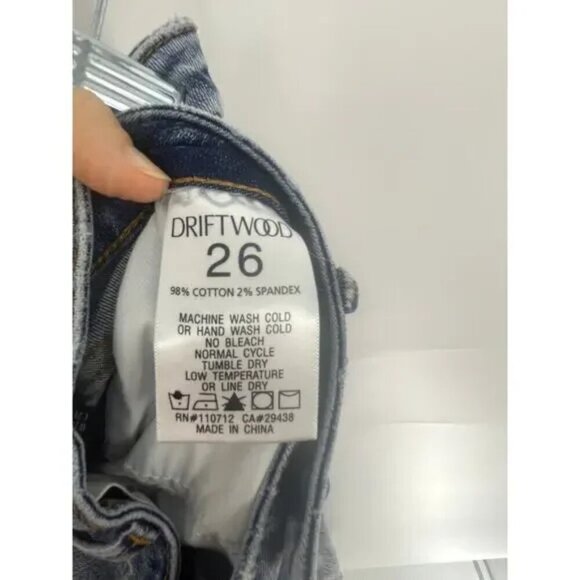 DRIFTWOOD
26
98% COTTON 2% SPANDEX
MACHINE WASH COLD
OR HAND WASH COLD
NO BLEACH
NORMAL CYCLE
TUMBLE DRY
LOW TEMPERATURE
OR LINE DRY
RN#110712 CA#29438
MADE IN CHINA